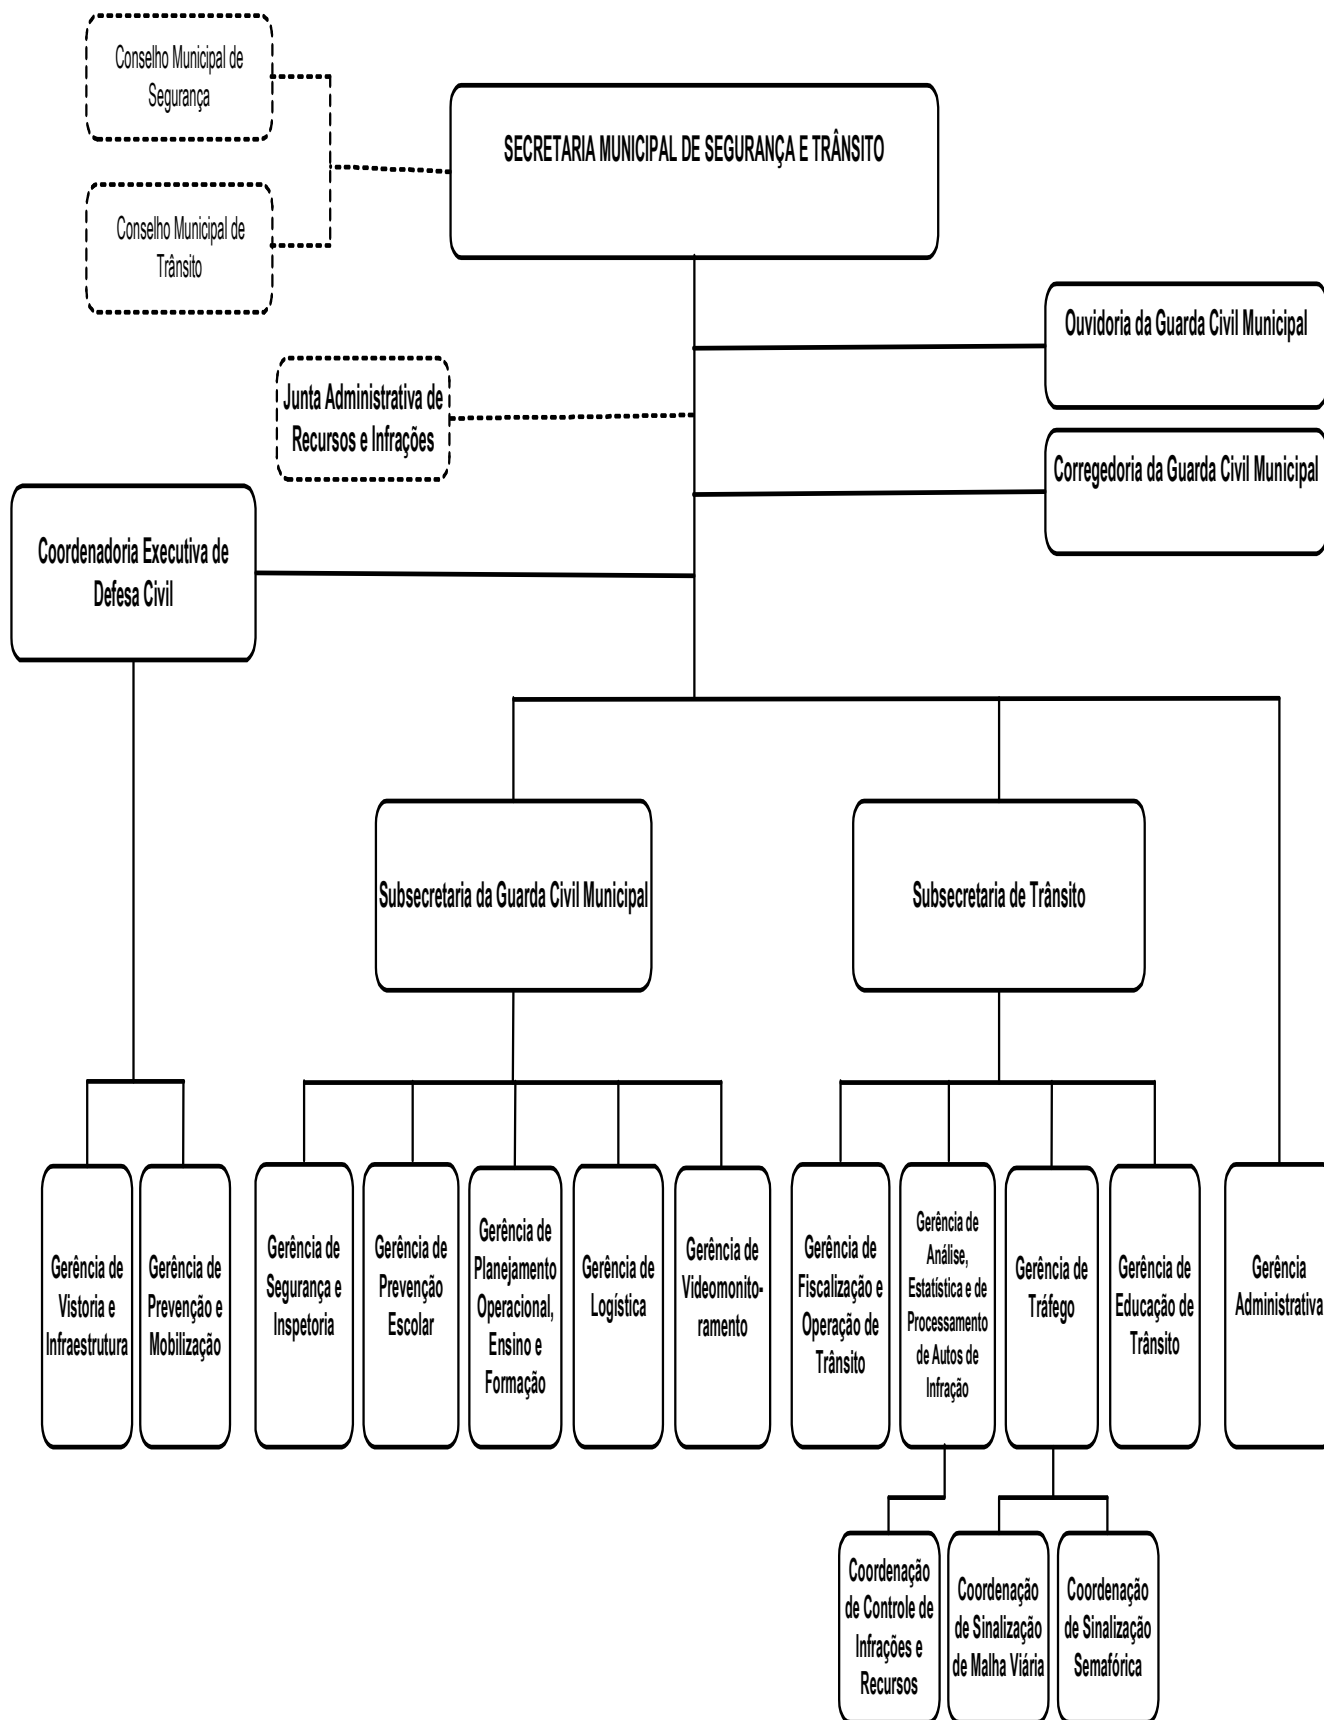 Conselho Municipal de
Segurança
SECRETARIA MUNICIPAL DE SEGURANÇA E TRÂNSITO
Conselho Municipal de
Trânsito
Ouvidoria da Guarda Civil Municipal
Junta Administrativa de
Recursos e Infrações
Corregedoria da Guarda Civil Municipal
Coordenadoria Executiva de
Defesa Civil
Subsecretaria da Guarda Civil Municipal
Subsecretaria de Trânsito
Gerência de
Vistoria e
Infraestrutura
Gerência de
Prevenção e
Mobilização
Gerência de
Segurança e
Inspetoria
Gerência de
Prevenção
Escolar
Gerência de
Planejamento
Operacional,
Ensino e
Formação
Gerência de
Logística
Gerência de
Videomonito-
ramento
Gerência de
Fiscalização e
Operação de
Trânsito
Gerência de
Análise,
Estatística e de
Processamento
de Autos de
Infração
Gerência de
Tráfego
Gerência de
Educação de
Trânsito
Gerência
Administrativa
Coordenação
de Controle de
Infrações e
Recursos
Coordenação
de Sinalização
de Malha Viária
Coordenação
de Sinalização
Semafórica